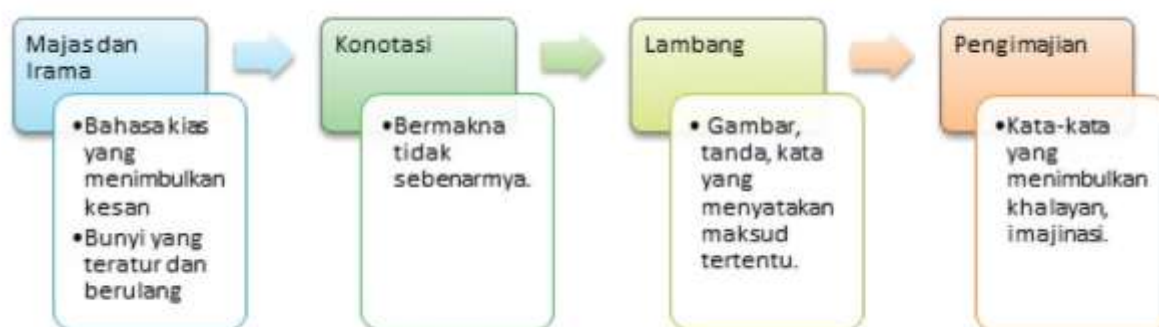 Majas dan
Irama
•Bahasa kias
yang
menimbulkan
kesan
•Bunyi yang
teratur dan
berulang
Konotasi
•Bermakna
tidak
sebenarmya.
Lambang
• Gambar,
tanda, kata
yang
menyatakan
maksud
tertentu.
Pengimajian
•Kata-kata
yang
menimbulkan
khalayan,
imajinasi.